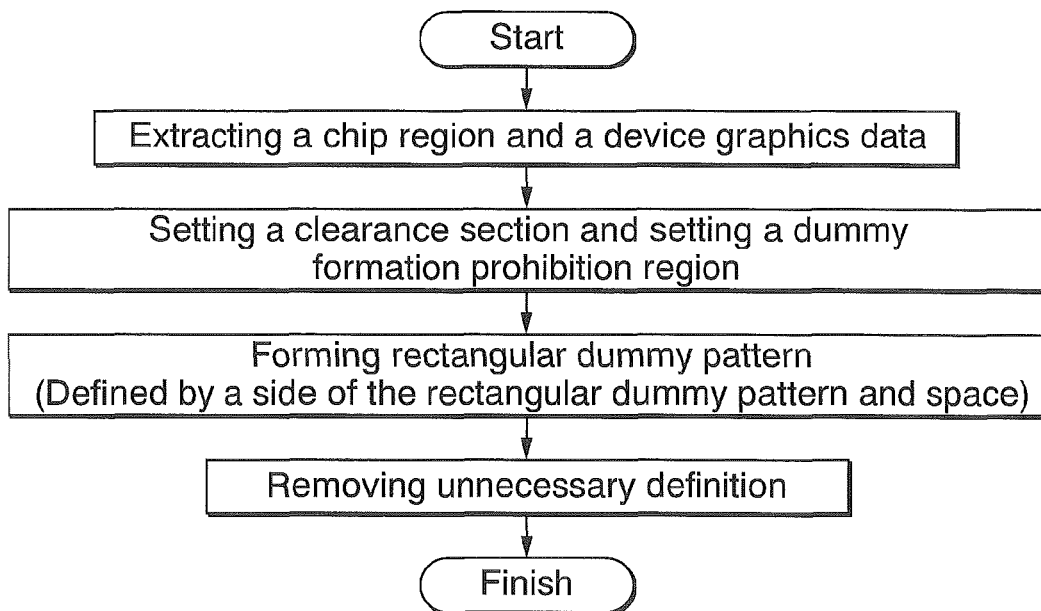 Start
Extracting a chip region and a device graphics data
Setting a clearance section and setting a dummy
formation prohibition region
Forming rectangular dummy pattern
(Defined by a side of the rectangular dummy pattern and space)
Removing unnecessary definition
Finish